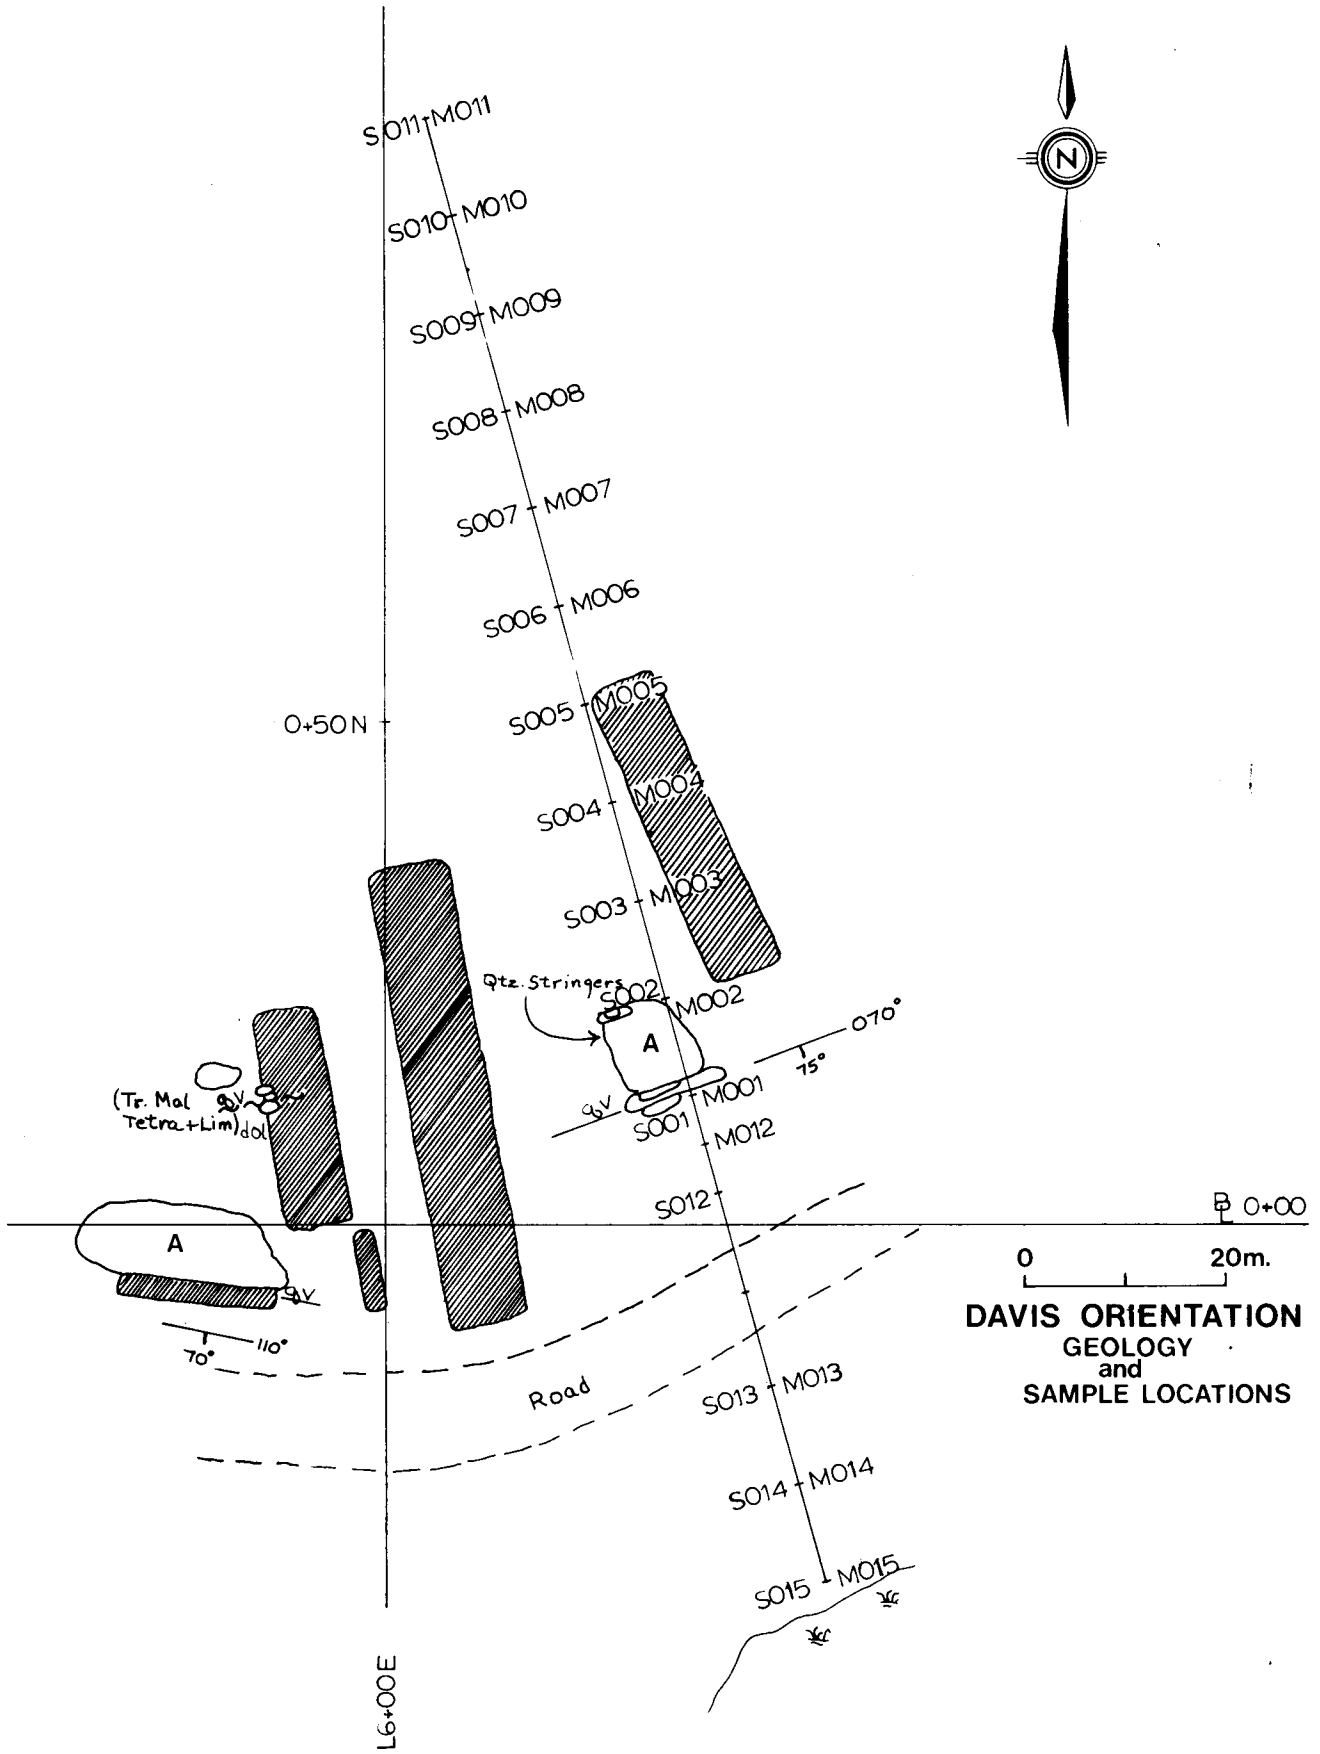 S011 M011
N
S010 M010
S009 M009
S008 M008
S007 M007
S006 M006
S005 M005
0+50N
S004 M004
S003 M003
Qtz. Stringers
S002 M002
070°
A
75°
(Tr. Mal
Tetra+Lim)
qv
dol
qv
M001
S001
M012
S012
BL 0+00
A
qv
0 20m.
110°
70°
DAVIS ORIENTATION
GEOLOGY
and
SAMPLE LOCATIONS
Road
S013 M013
S014 M014
S015 M015
L6+00E